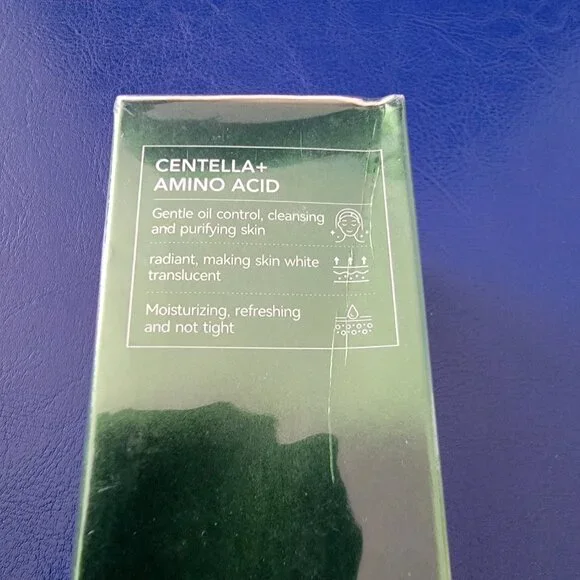 CENTELLA+
AMINO ACID
Gentle oil control, cleansing
and purifying skin
radiant, making skin white
translucent
Moisturizing, refreshing
and not tight